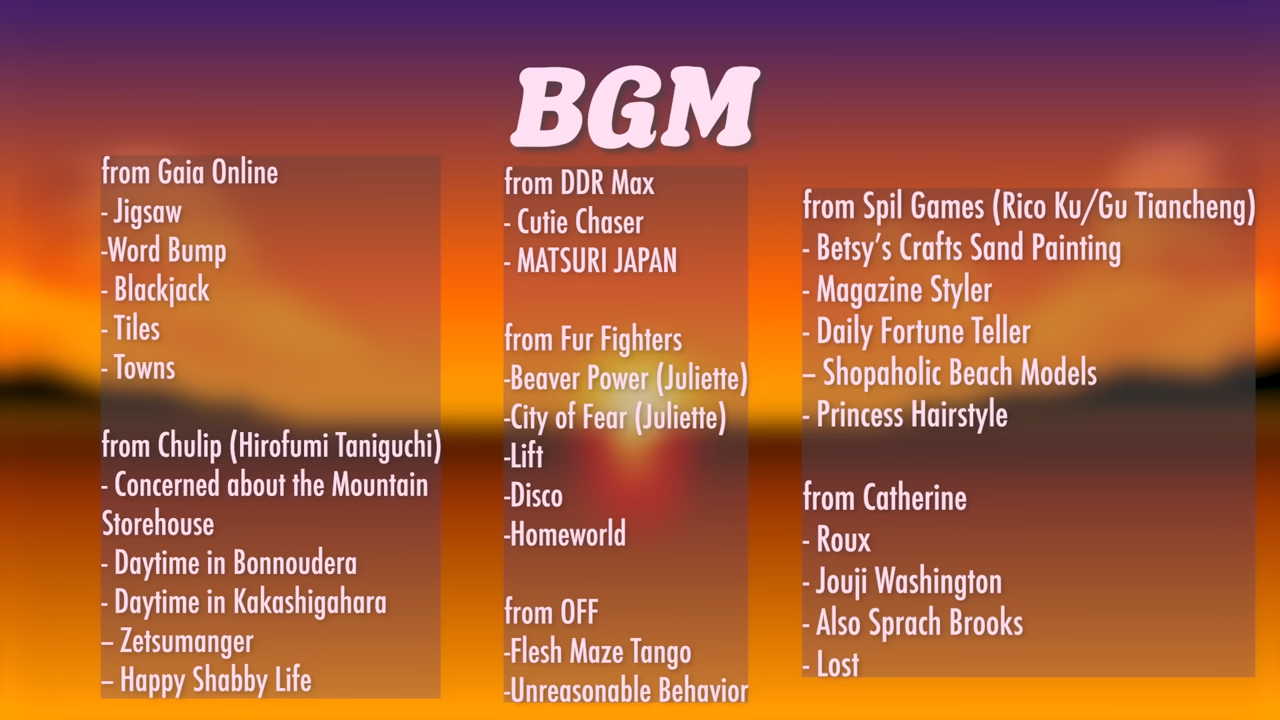 BGM
from Gaia Online
- Jigsaw
-Word Bump
- Blackjack
- Tiles
- Towns
from Chulip (Hirofumi Taniguchi)
- Concerned about the Mountain
Storehouse
- Daytime in Bonnoudera
- Daytime in Kakashigahara
– Zetsumanger
– Happy Shabby Life
from DDR Max
- Cutie Chaser
- MATSURI JAPAN
from Fur Fighters
-Beaver Power (Juliette)
-City of Fear (Juliette)
-Lift
-Disco
-Homeworld
from OFF
-Flesh Maze Tango
-Unreasonable Behavior
from Spil Games (Rico Ku/Gu Tiancheng)
- Betsy’s Crafts Sand Painting
- Magazine Styler
- Daily Fortune Teller
– Shopaholic Beach Models
- Princess Hairstyle
from Catherine
- Roux
- Jouji Washington
- Also Sprach Brooks
- Lost